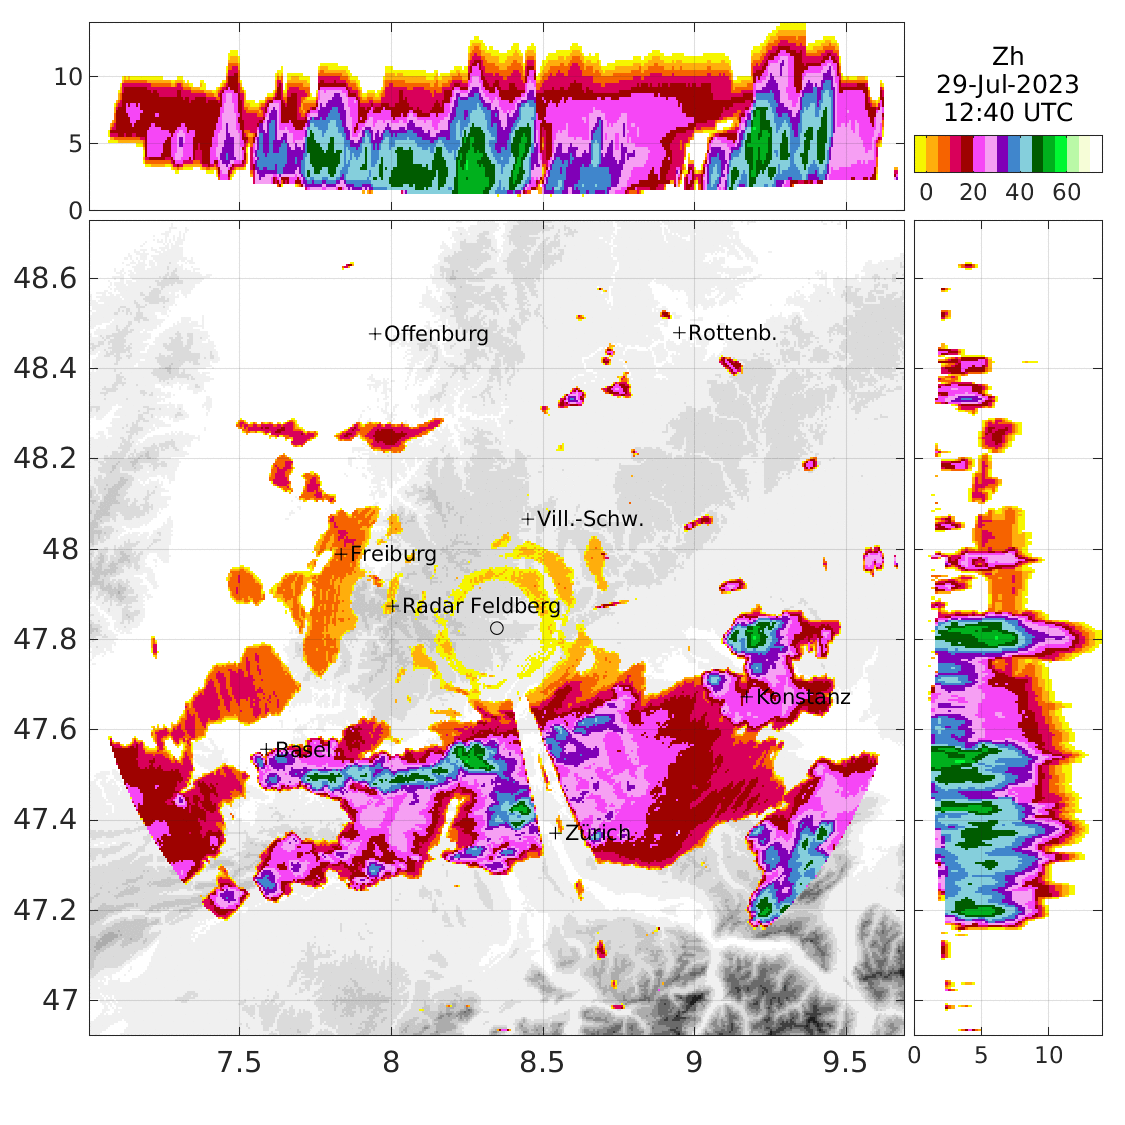 Zh
29-Jul-2023
12:40 UTC
0 20 40 60
10
5
0
48.6
48.4
48.2
48
47.8
47.6
47.4
47.2
47
+Offenburg
+Rottenb.
+Vill.-Schw.
+Freiburg
+Radar Feldberg
+Konstanz
+Basel
+Zürich
7.5 8 8.5 9 9.5
0 5 10